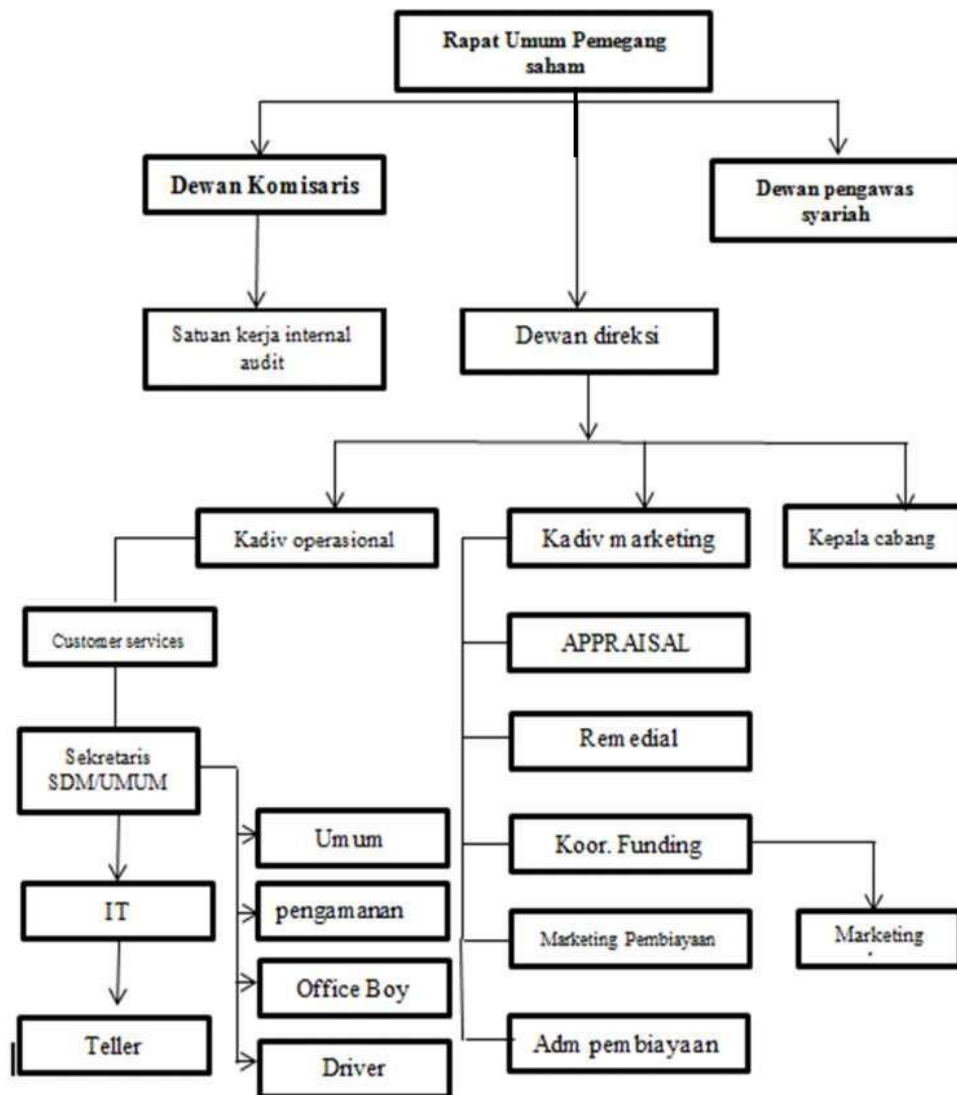 Rapat Umum Pemegang
saham
Dewan Komisaris
Dewan pengawas
syariah
Satuan kerja internal
audit
Dewan direksi
Kadiv operasional
Kadiv marketing
Kepala cabang
Customer services
APPRAISAL
Sekretaris
SDM/UMUM
Remedial
Umum
Koor. Funding
IT
pengamanan
Marketing Pembiyaan
Marketing
Office Boy
Teller
Driver
Adm pembiayaan